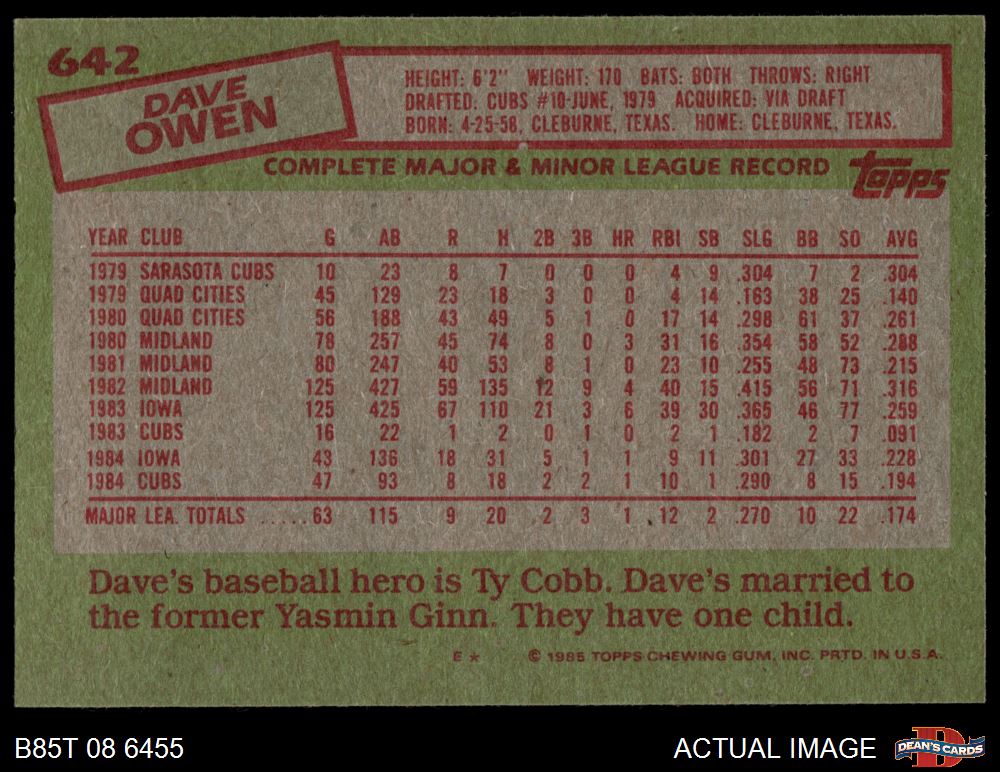 642
DAVE
OWEN
HEIGHT: 6'2" WEIGHT: 170 BATS: BOTH THROWS: RIGHT
DRAFTED: CUBS #10-JUNE, 1979 ACQUIRED: VIA DRAFT
BORN: 4-25-58, CLEBURNE, TEXAS. HOME: CLEBURNE, TEXAS.
COMPLETE MAJOR & MINOR LEAGUE RECORD
topps
YEAR CLUB G AB R H 2B 3B HR RBI SB SLG BB SO AVG
1979 SARASOTA CUBS 10 23 8 7 0 0 0 4 9 .304 7 2 .304
1979 QUAD CITIES 45 129 23 18 3 0 0 4 14 .163 38 25 .140
1980 QUAD CITIES 56 188 43 49 5 1 0 17 14 .298 61 37 .261
1980 MIDLAND 78 257 45 74 8 0 3 31 16 .354 58 52 .288
1981 MIDLAND 80 247 40 53 8 1 0 23 10 .255 48 73 .215
1982 MIDLAND 125 427 59 135 12 9 4 40 15 .415 56 71 .316
1983 IOWA 125 425 67 110 21 3 6 39 30 .365 46 77 .259
1983 CUBS 16 22 1 2 0 1 0 2 1 .182 2 7 .091
1984 IOWA 43 136 18 31 5 1 1 9 11 .301 27 33 .228
1984 CUBS 47 93 8 18 2 2 1 10 1 .290 8 15 .194
MAJOR LEA. TOTALS ..... 63 115 9 20 2 3 1 12 2 .270 10 22 .174
Dave's baseball hero is Ty Cobb. Dave's married to
the former Yasmin Ginn. They have one child.
E * © 1985 TOPPS CHEWING GUM, INC. PRTD. IN U.S.A.
B85T 08 6455
ACTUAL IMAGE
DEAN'S CARDS